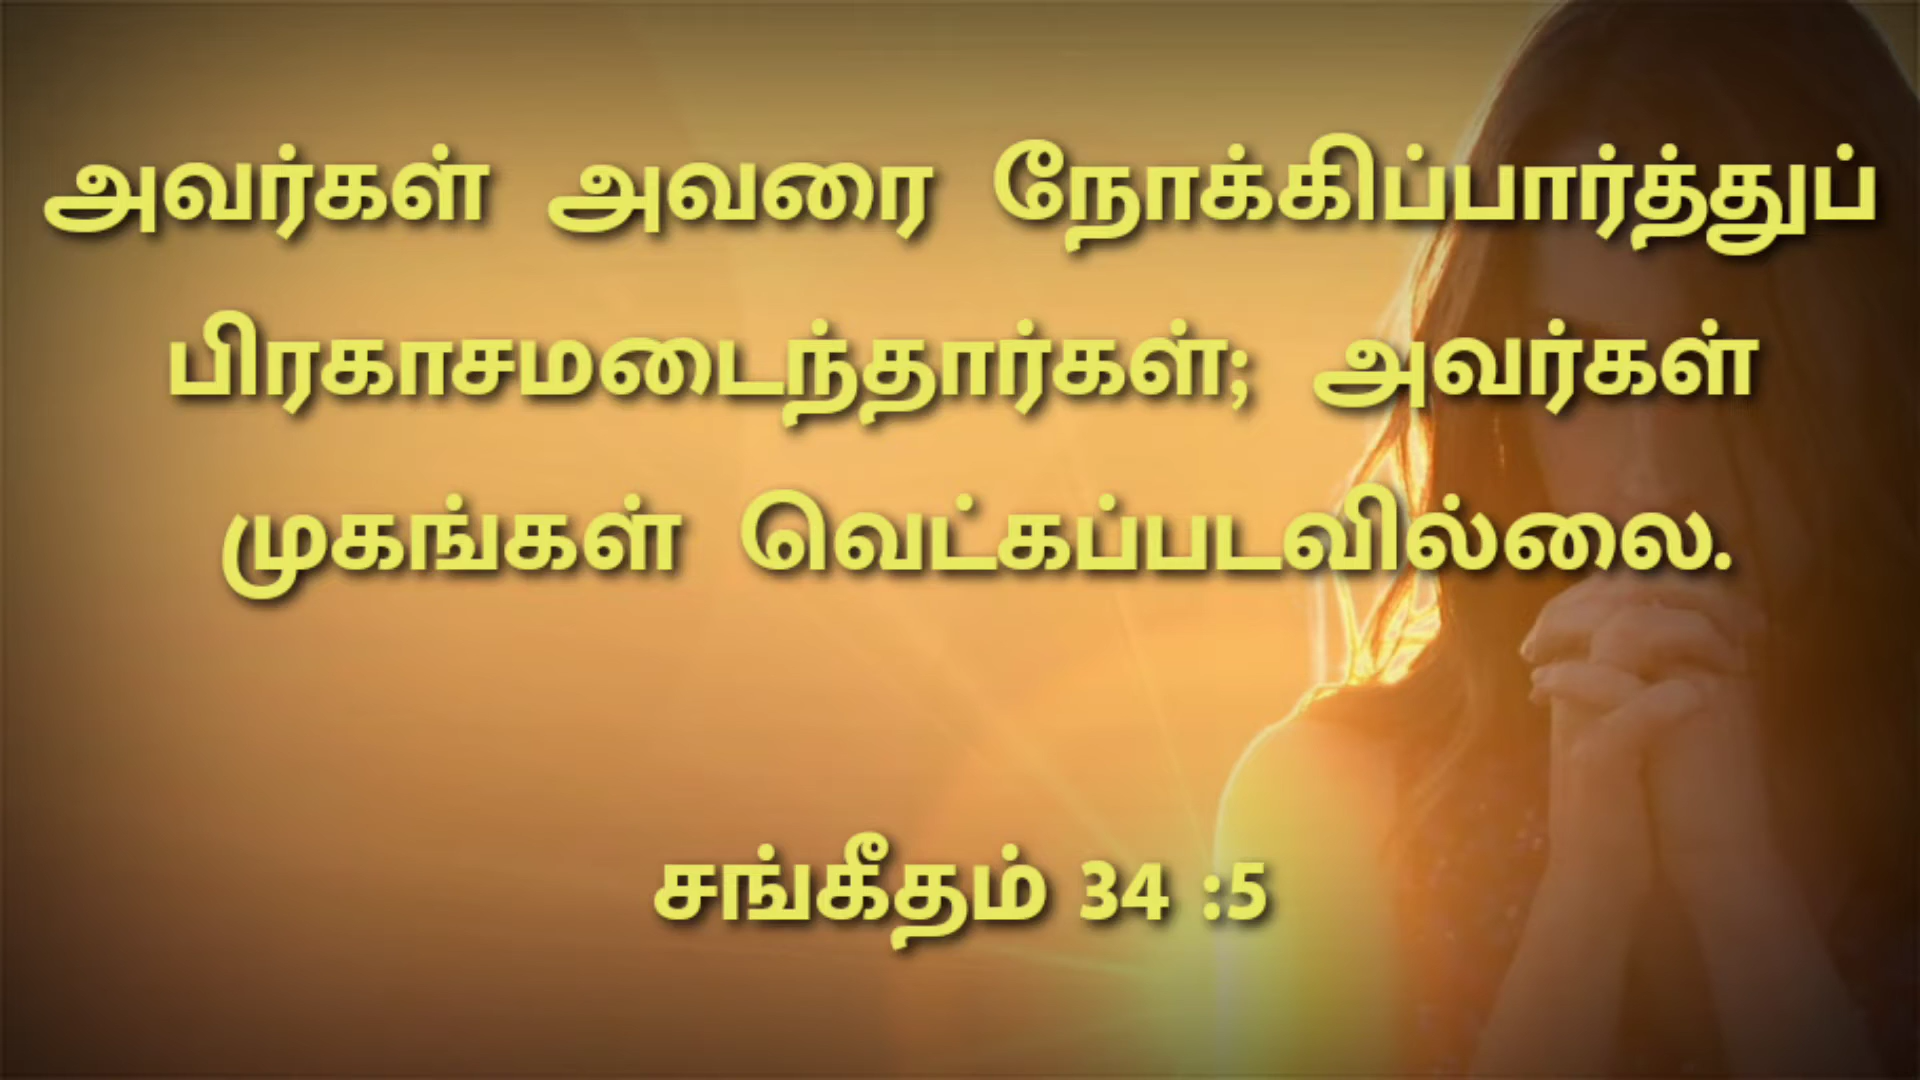 அவர்கள் அவரை நோக்கிப்பார்த்துப்
பிரகாசமடைந்தார்கள்; அவர்கள்
முகங்கள் வெட்கப்படவில்லை.
சங்கீதம் 34 :5